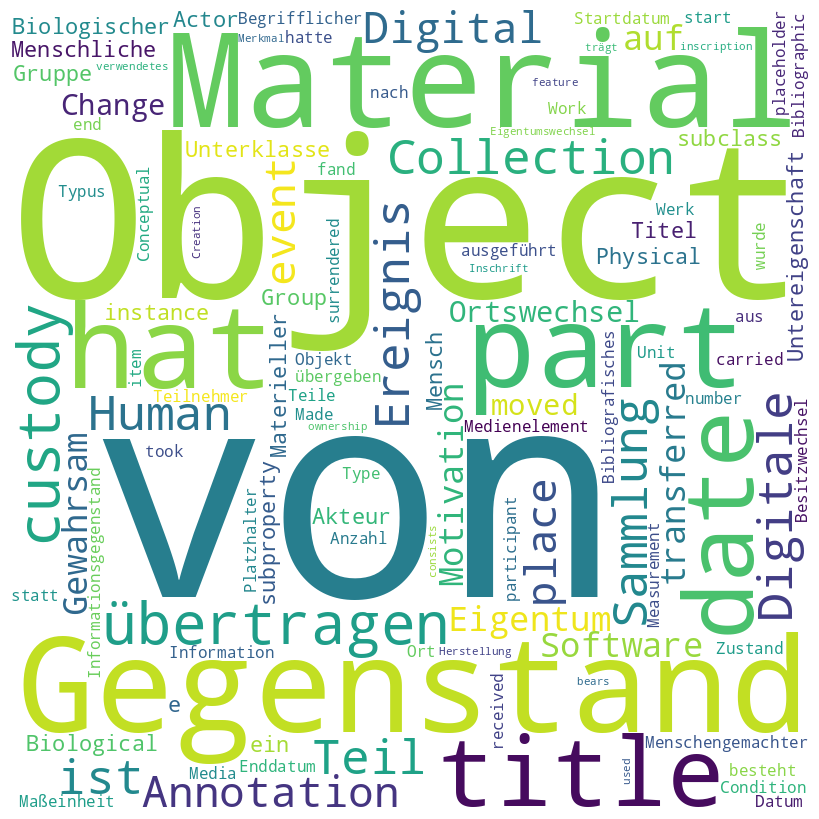 Biologischer
Actor
Begrifflicher
Merkmal
hatte
Digital
Startdatum
start
auf
trägt
inscription
placeholder
Bibliographic
Menschliche
Gruppe
verwendetes
Change
end
Material
nach
feature
Work
Eigentumswechsel
subclass
Unterklasse
event
fand
Collection
Object
Typus
Conceptual
Creation
surrendered
Ereignis
ausgeführt
Inschrift
Werk
Titel
Physical
wurde
Untereigenschaft
custody
instance
Group
Ortswechsel
hat
item
Teilnehmer
Materieller
Objekt
übergeben
Teile
Made
ownership
Mensch
part
Unit
aus
carried
number
moved
Medienelement
Bibliografisches
Human
took
Gewahrsam
Informationsgegenstand
von
Platzhalter
subproperty
Type
Akteur
Anzahl
consists
Motivation
participant
place
Sammlung
Measurement
transferred
date
Digitale
Besitzwechsel
statt
übertragen
Eigentum
Information
Ort
Herstellung
Software
Zustand
Gegenstand
e
received
bears
used
Biological
ein
Teil
title
Menschengemachter
ist
Media
Enddatum
besteht
Condition
Maßeinheit
Annotation
Datum